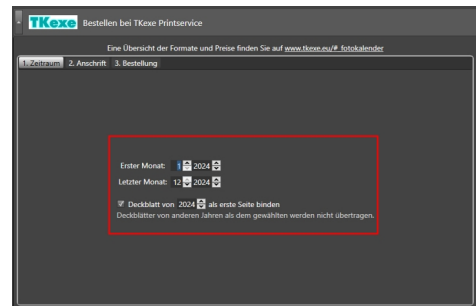 TKexe Bestellen bei TKexe Printservice
Eine Übersicht der Formate und Preise finden Sie auf www.tkexe.eu/#_fotokalender
1. Zeitraum 2. Anschrift 3. Bestellung
Erster Monat: 1 2024
Letzter Monat: 12 2024
Deckblatt von 2024 als erste Seite binden
Deckblätter von anderen Jahren als dem gewählten werden nicht übertragen.